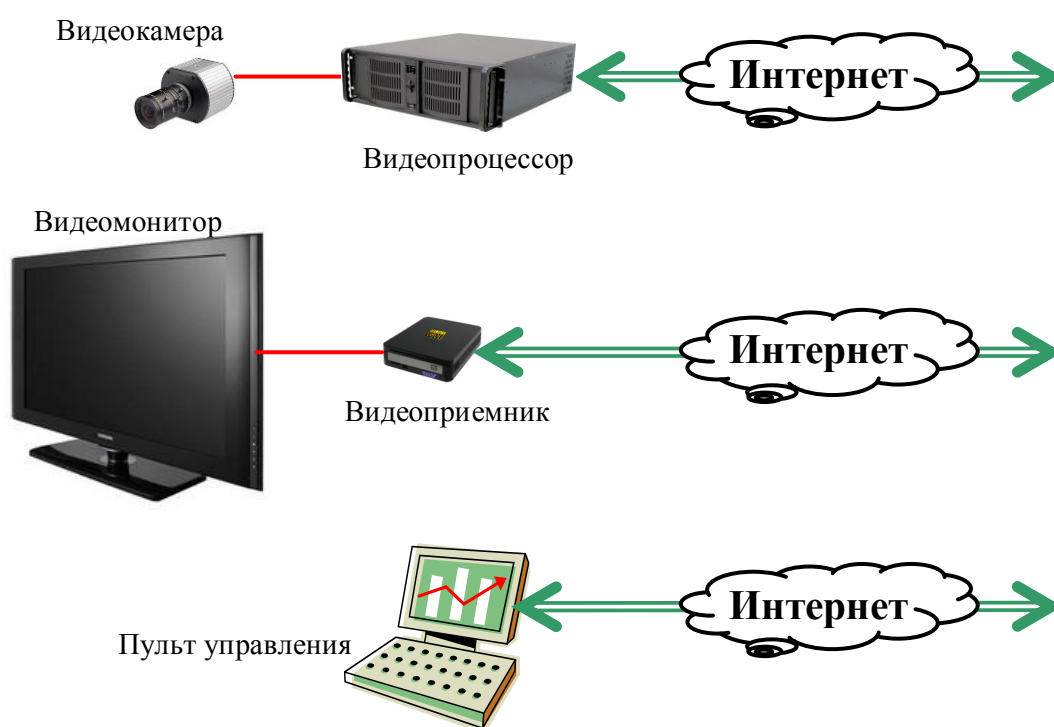 Видеокамера
Интернет
Видеопроцессор
Видеомонитор
Интернет
Видеоприемник
Интернет
Пульт управления